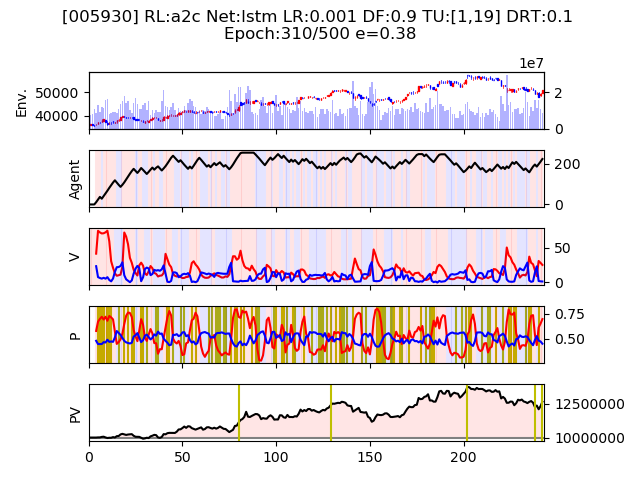 [005930] RL:a2c Net:lstm LR:0.001 DF:0.9 TU:[1,19] DRT:0.1
Epoch:310/500 e=0.38
1e7
Env.
50000
40000
2
0
Agent
200
0
V
50
0
P
0.75
0.50
PV
12500000
10000000
0 50 100 150 200